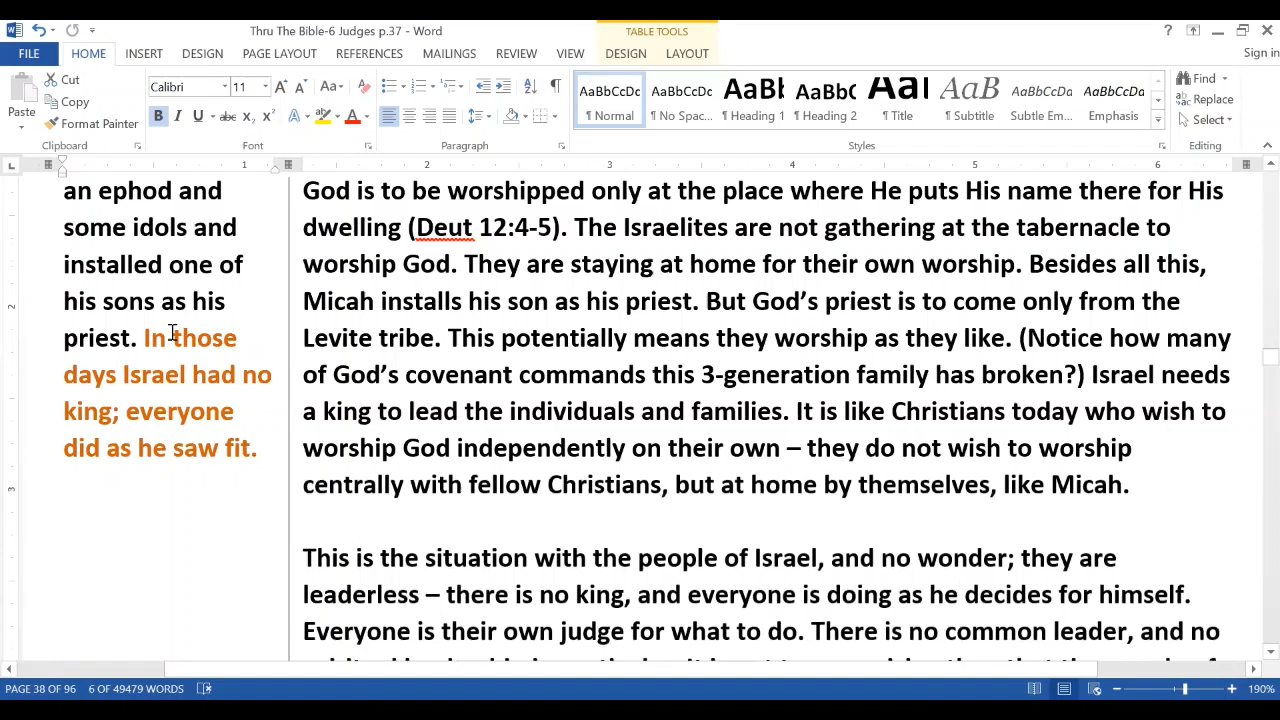 Thru The Bible-6 Judges p.37 - Word
TABLE TOOLS
FILE HOME INSERT DESIGN PAGE LAYOUT REFERENCES MAILINGS REVIEW VIEW DESIGN LAYOUT
Sign in
Paste
Cut
Copy
Format Painter
Clipboard
Calibri 11
Font
Paragraph
AaBbCcDc AaBbCcDc AaBb AaBbC AaB AaBbCcDa AaBbCcDa
¶ Normal ¶ No Spac... ¶ Heading 1 ¶ Heading 2 ¶ Title ¶ Subtitle Subtle Em... Emphasis
Styles
Find
Replace
Select
Editing
1 2 3 4 5 6
2
3
an ephod and
some idols and
installed one of
his sons as his
priest. In those
days Israel had no
king; everyone
did as he saw fit.
God is to be worshipped only at the place where He puts His name there for His
dwelling (Deut 12:4-5). The Israelites are not gathering at the tabernacle to
worship God. They are staying at home for their own worship. Besides all this,
Micah installs his son as his priest. But God’s priest is to come only from the
Levite tribe. This potentially means they worship as they like. (Notice how many
of God’s covenant commands this 3-generation family has broken?) Israel needs
a king to lead the individuals and families. It is like Christians today who wish to
worship God independently on their own – they do not wish to worship
centrally with fellow Christians, but at home by themselves, like Micah.
This is the situation with the people of Israel, and no wonder; they are
leaderless – there is no king, and everyone is doing as he decides for himself.
Everyone is their own judge for what to do. There is no common leader, and no
PAGE 38 OF 96 6 OF 49479 WORDS
190%